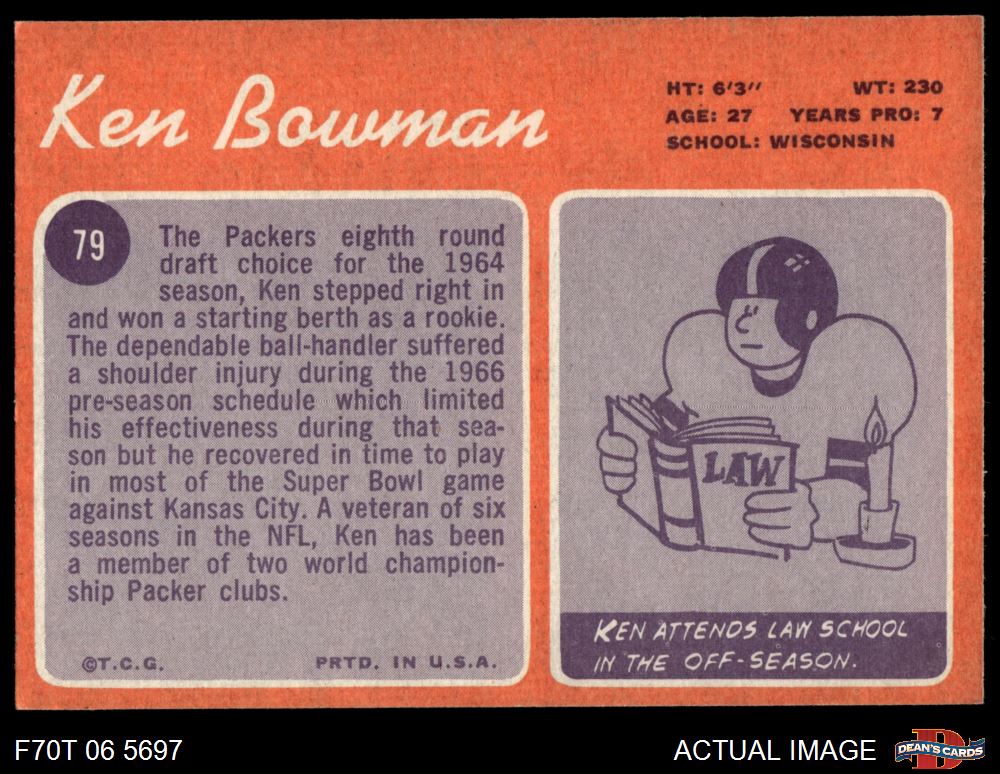 Ken Bowman
HT: 6'3" WT: 230
AGE: 27 YEARS PRO: 7
SCHOOL: WISCONSIN
79
The Packers eighth round
draft choice for the 1964
season, Ken stepped right in
and won a starting berth as a rookie.
The dependable ball-handler suffered
a shoulder injury during the 1966
pre-season schedule which limited
his effectiveness during that sea-
son but he recovered in time to play
in most of the Super Bowl game
against Kansas City. A veteran of six
seasons in the NFL, Ken has been
a member of two world champion-
ship Packer clubs.
©T.C.G. PRTD. IN U.S.A.
LAW
KEN ATTENDS LAW SCHOOL
IN THE OFF-SEASON.
F70T 06 5697
ACTUAL IMAGE
D
DEAN'S CARDS